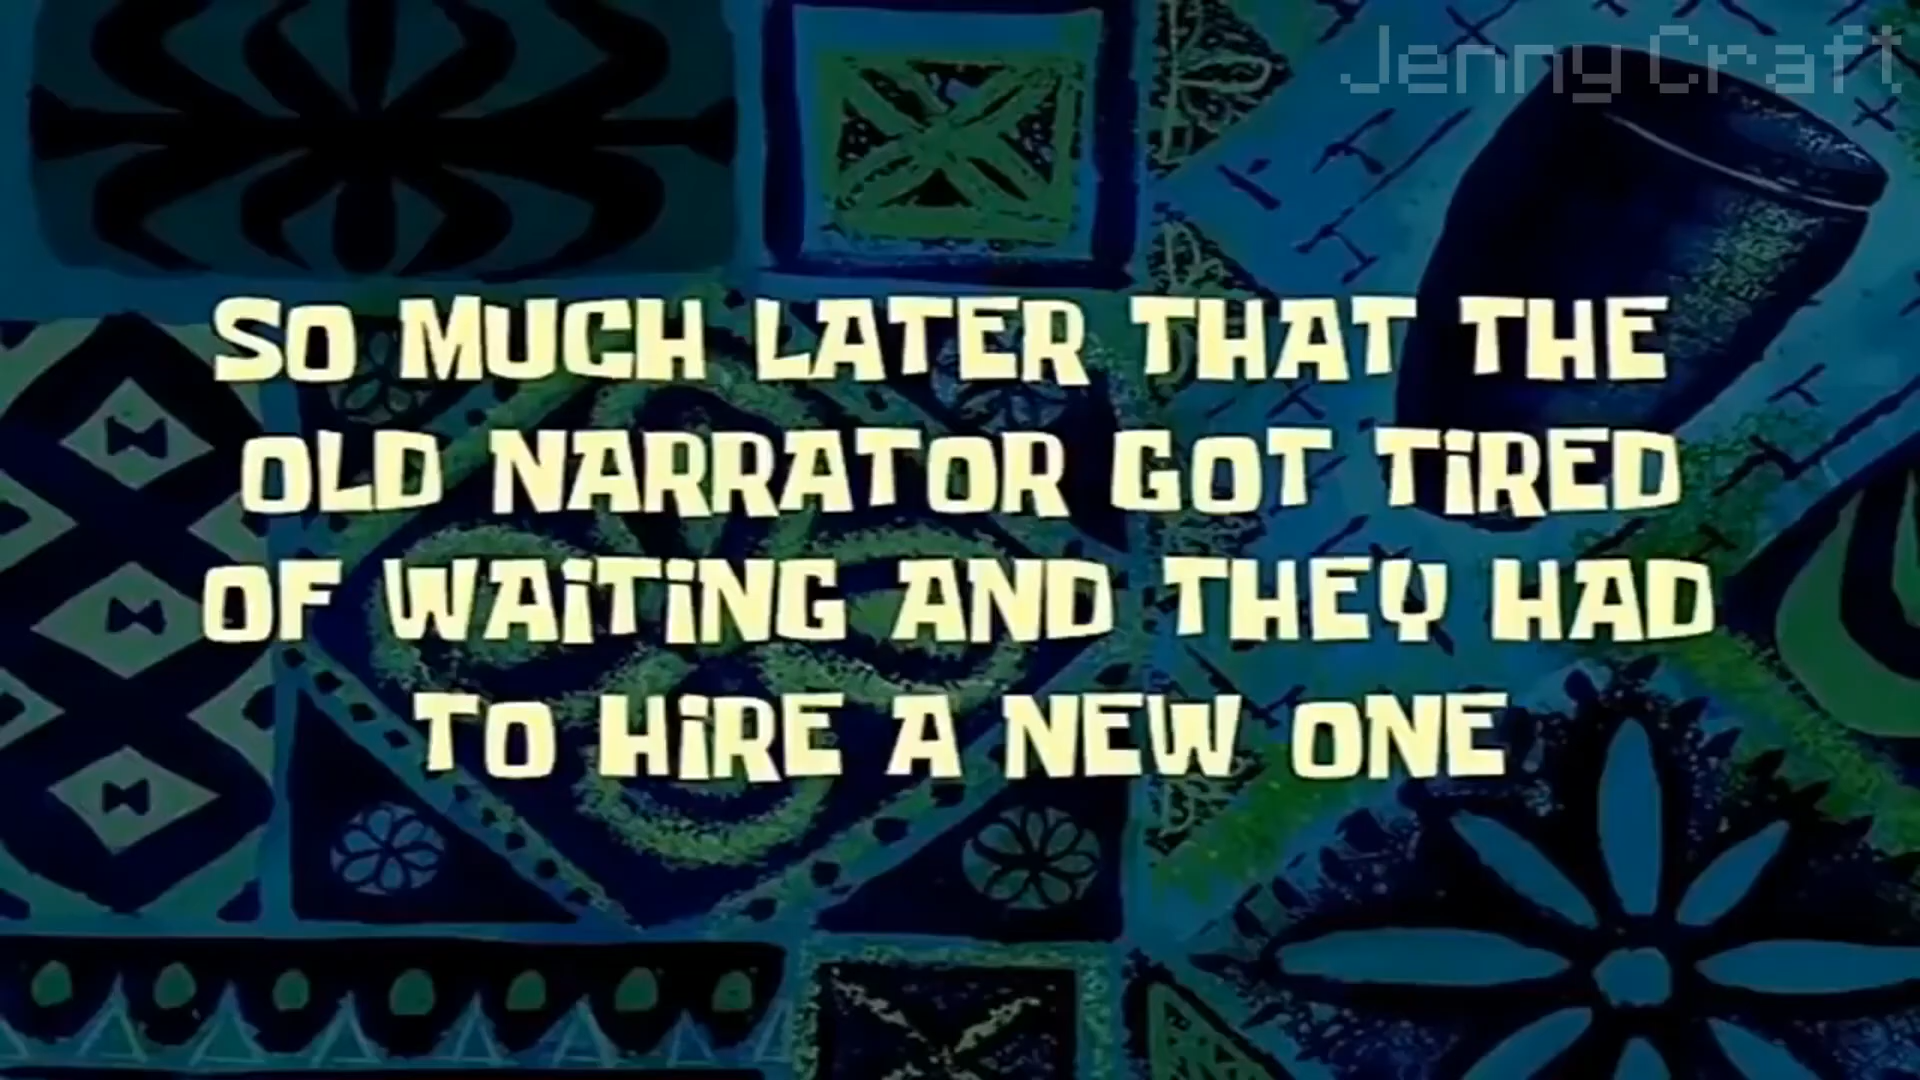 Jenny Craft
SO MUCH LATER THAT THE
OLD NARRATOR GOT TiRED
OF WAiTiNG AND THEY HAD
TO HiRE A NEW ONE